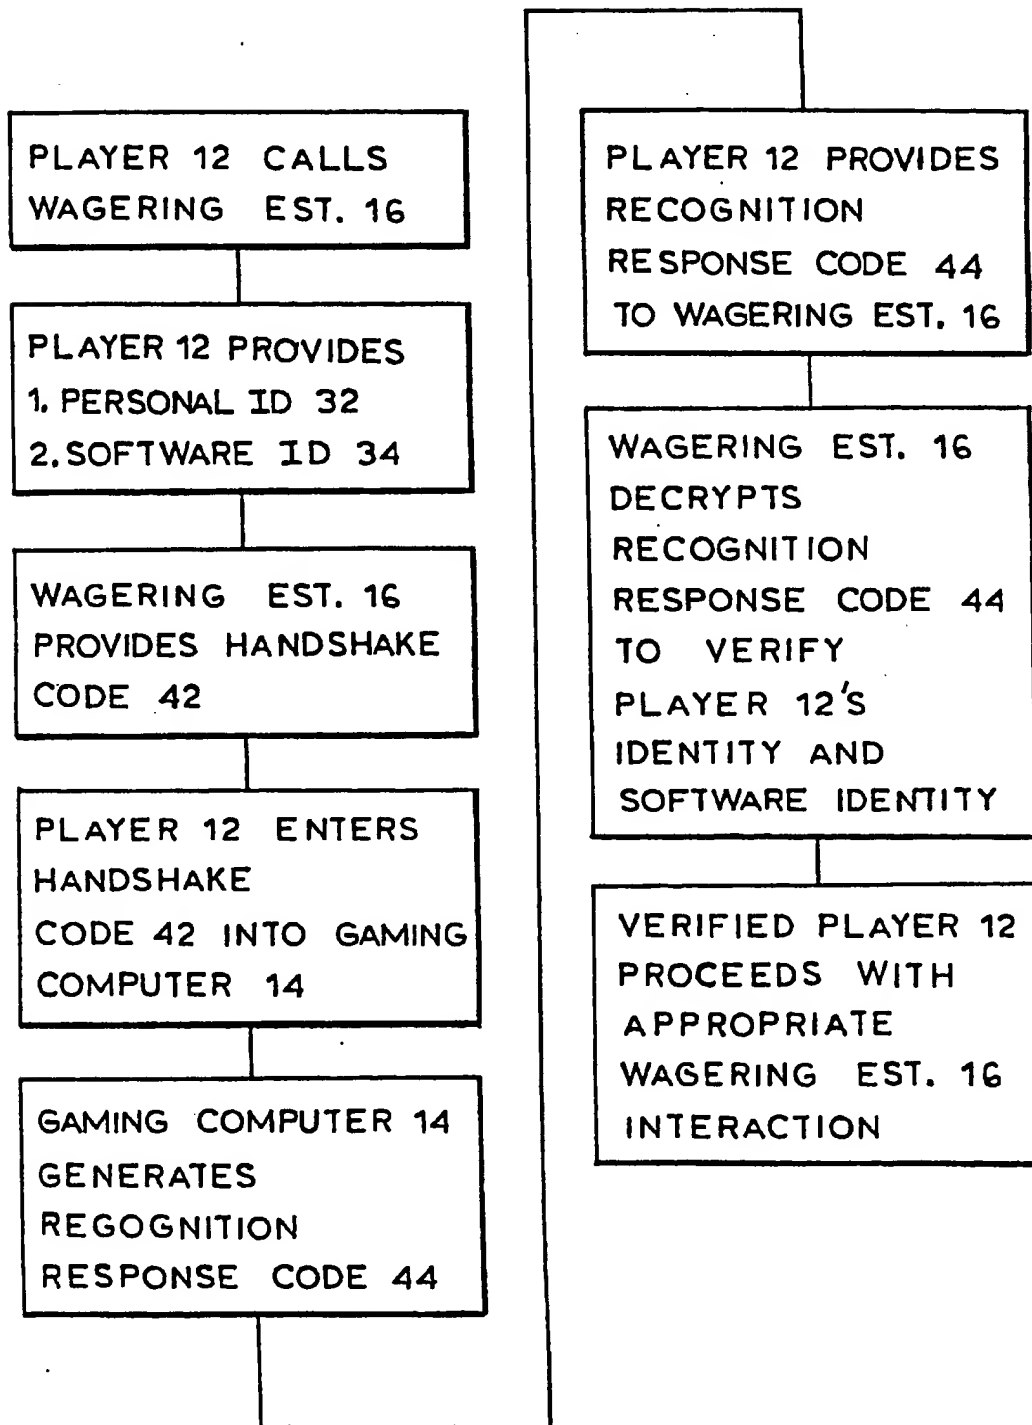 PLAYER 12 CALLS
WAGERING EST. 16
PLAYER 12 PROVIDES
1. PERSONAL ID 32
2. SOFTWARE ID 34
WAGERING EST. 16
PROVIDES HANDSHAKE
CODE 42
PLAYER 12 ENTERS
HANDSHAKE
CODE 42 INTO GAMING
COMPUTER 14
GAMING COMPUTER 14
GENERATES
REGOGNITION
RESPONSE CODE 44
PLAYER 12 PROVIDES
RECOGNITION
RESPONSE CODE 44
TO WAGERING EST. 16
WAGERING EST. 16
DECRYPTS
RECOGNITION
RESPONSE CODE 44
TO VERIFY
PLAYER 12'S
IDENTITY AND
SOFTWARE IDENTITY
VERIFIED PLAYER 12
PROCEEDS WITH
APPROPRIATE
WAGERING EST. 16
INTERACTION